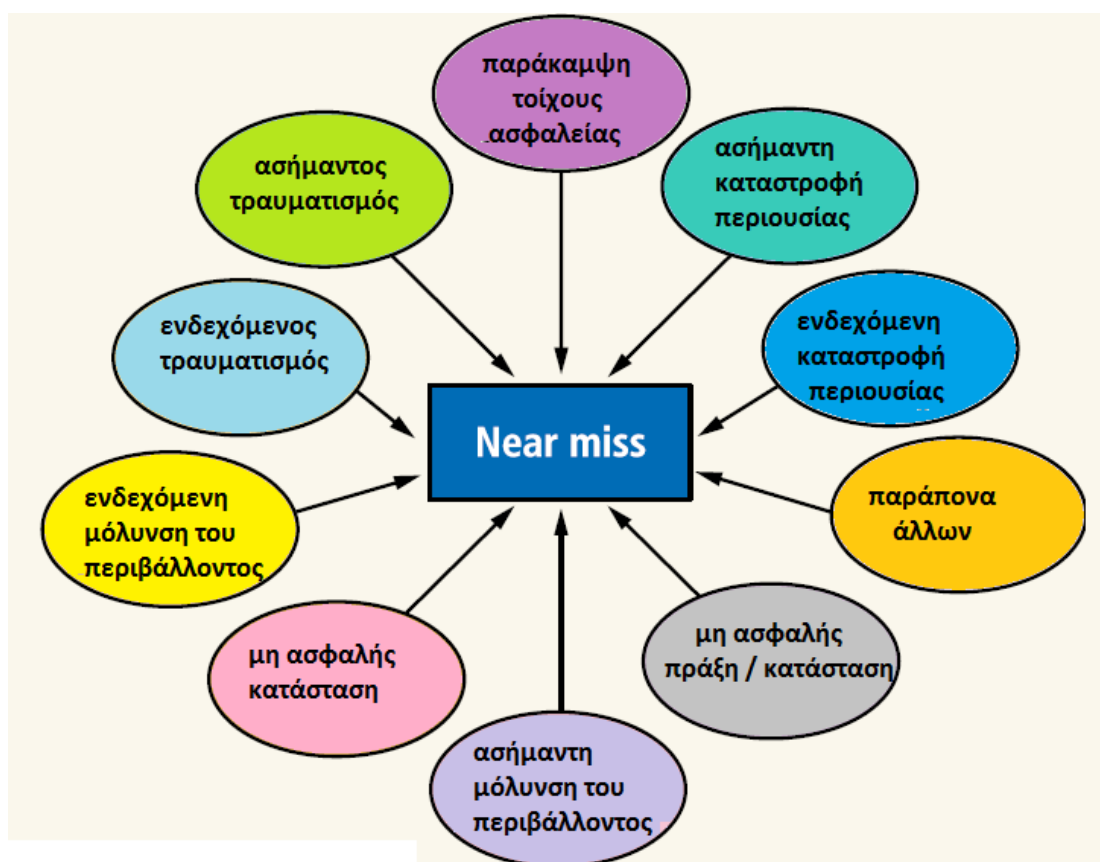 παράκαμψη
τοίχους
ασφαλείας
ασήμαντος
τραυματισμός
ασήμαντη
καταστροφή
περιουσίας
ενδεχόμενος
τραυματισμός
ενδεχόμενη
καταστροφή
περιουσίας
Near miss
ενδεχόμενη
μόλυνση του
περιβάλλοντος
παράπονα
άλλων
μη ασφαλής
κατάσταση
μη ασφαλής
πράξη / κατάσταση
ασήμαντη
μόλυνση του
περιβάλλοντος